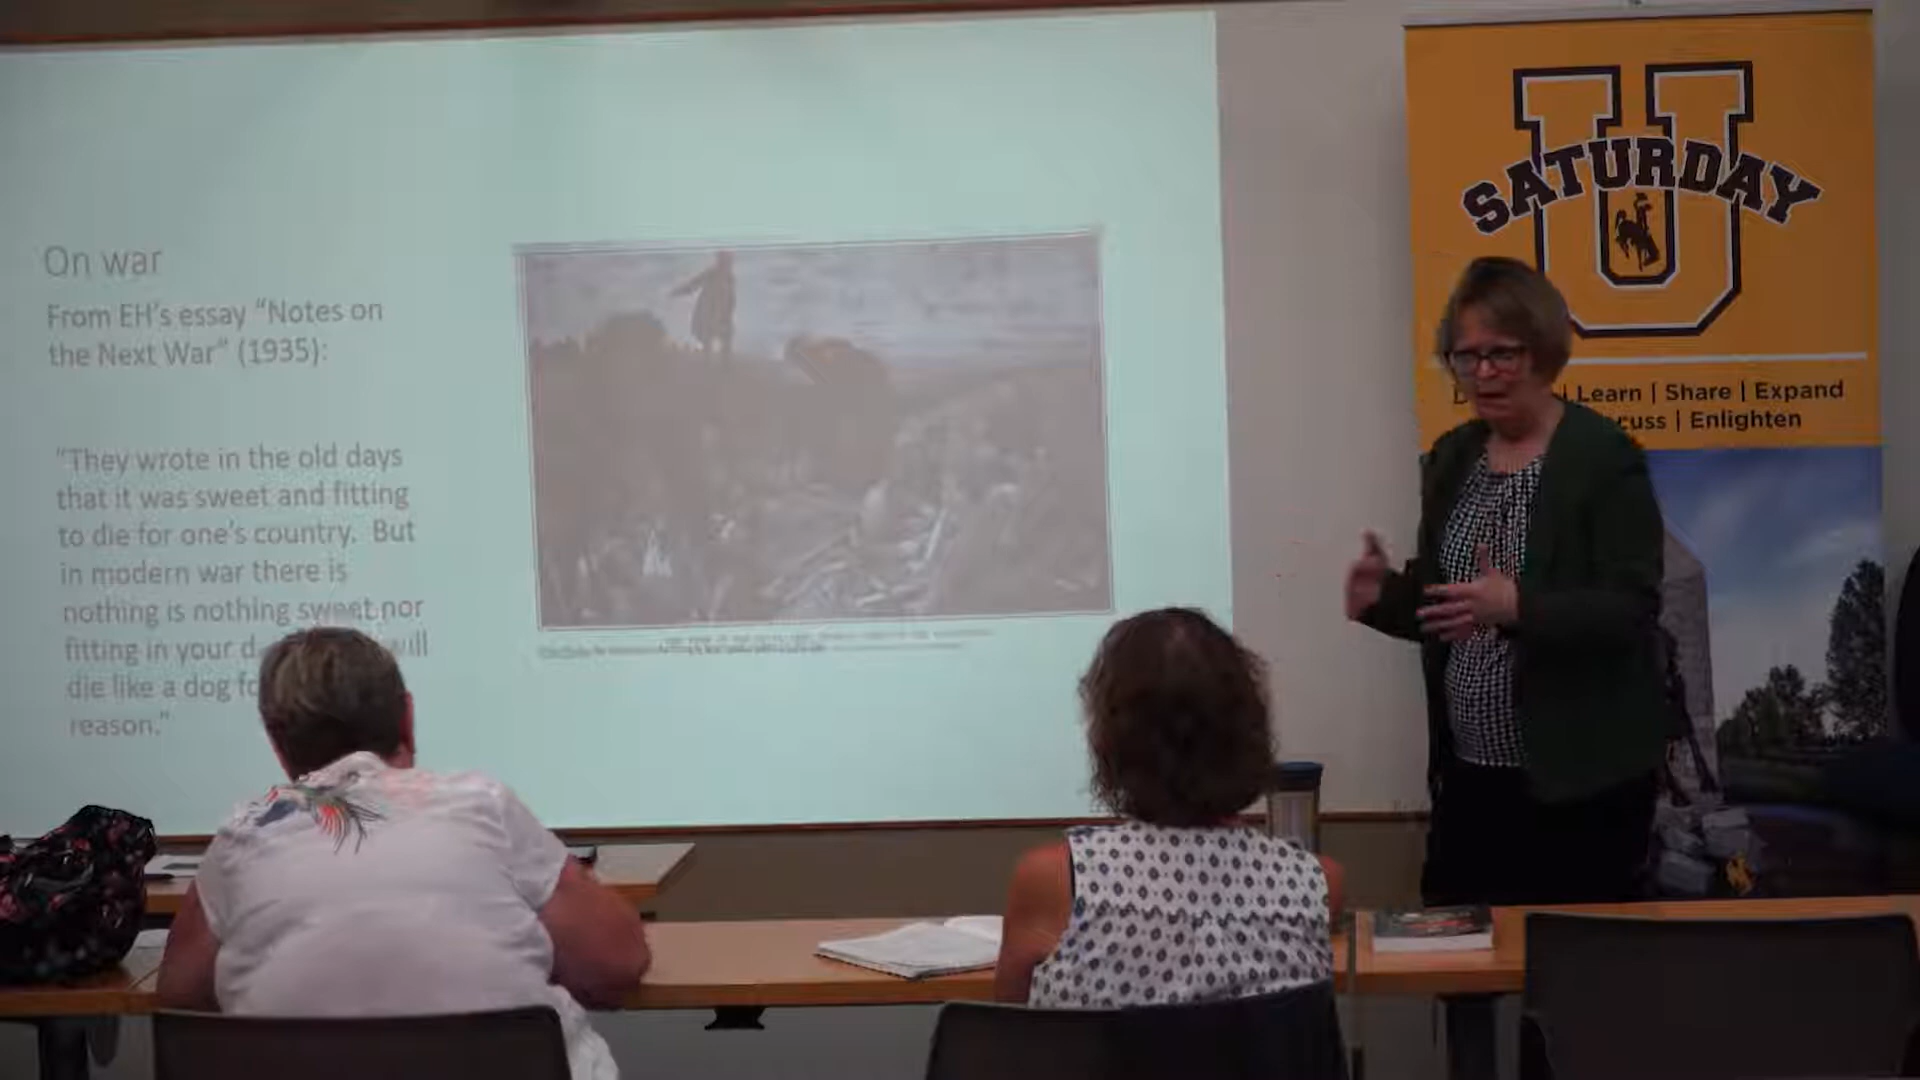 On war
From EH's essay "Notes on
the Next War" (1935):
"They wrote in the old days
that it was sweet and fitting
to die for one's country. But
in modern war there is
nothing is nothing sweet nor
fitting in your will
die like a dog
reason."
SATURDAY
U
| Learn | Share | Expand
| Enlighten